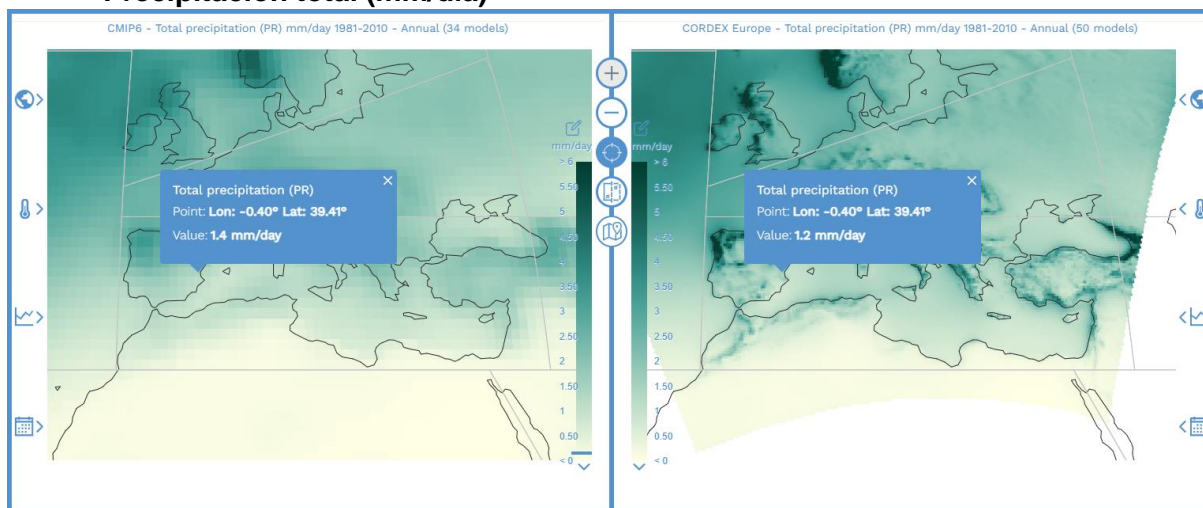 Precipitación total (mm/día)
CMIP6 - Total precipitation (PR) mm/day 1981-2010 - Annual (34 models)
mm/day
> 6
5.50
5
4.50
4
3.50
3
2.50
2
1.50
1
0.50
< 0
Total precipitation (PR)
Point: Lon: -0.40° Lat: 39.41°
Value: 1.4 mm/day
CORDEX Europe - Total precipitation (PR) mm/day 1981-2010 - Annual (50 models)
mm/day
> 6
5.50
5
4.50
4
3.50
3
2.50
2
1.50
1
0.50
< 0
Total precipitation (PR)
Point: Lon: -0.40° Lat: 39.41°
Value: 1.2 mm/day